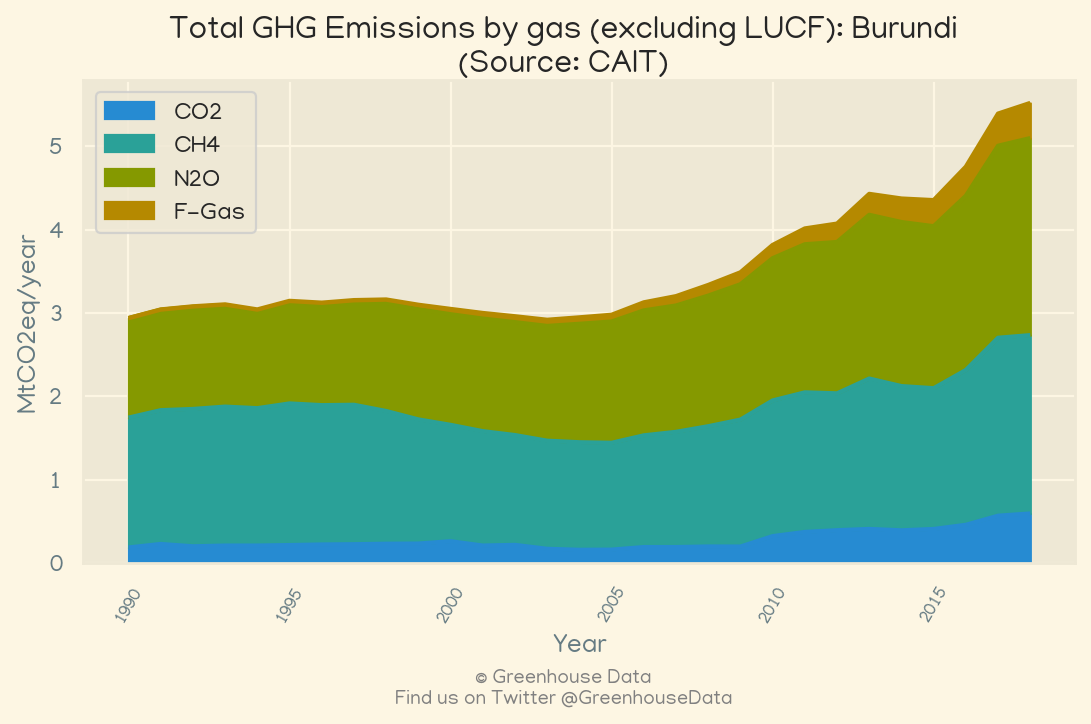 Total GHG Emissions by gas (excluding LUCF): Burundi
(Source: CAIT)
CO2
CH4
N2O
F-Gas
MtCO2eq/year
5
4
3
2
1
0
1990
1995
2000
2005
2010
2015
Year
© Greenhouse Data
Find us on Twitter @GreenhouseData